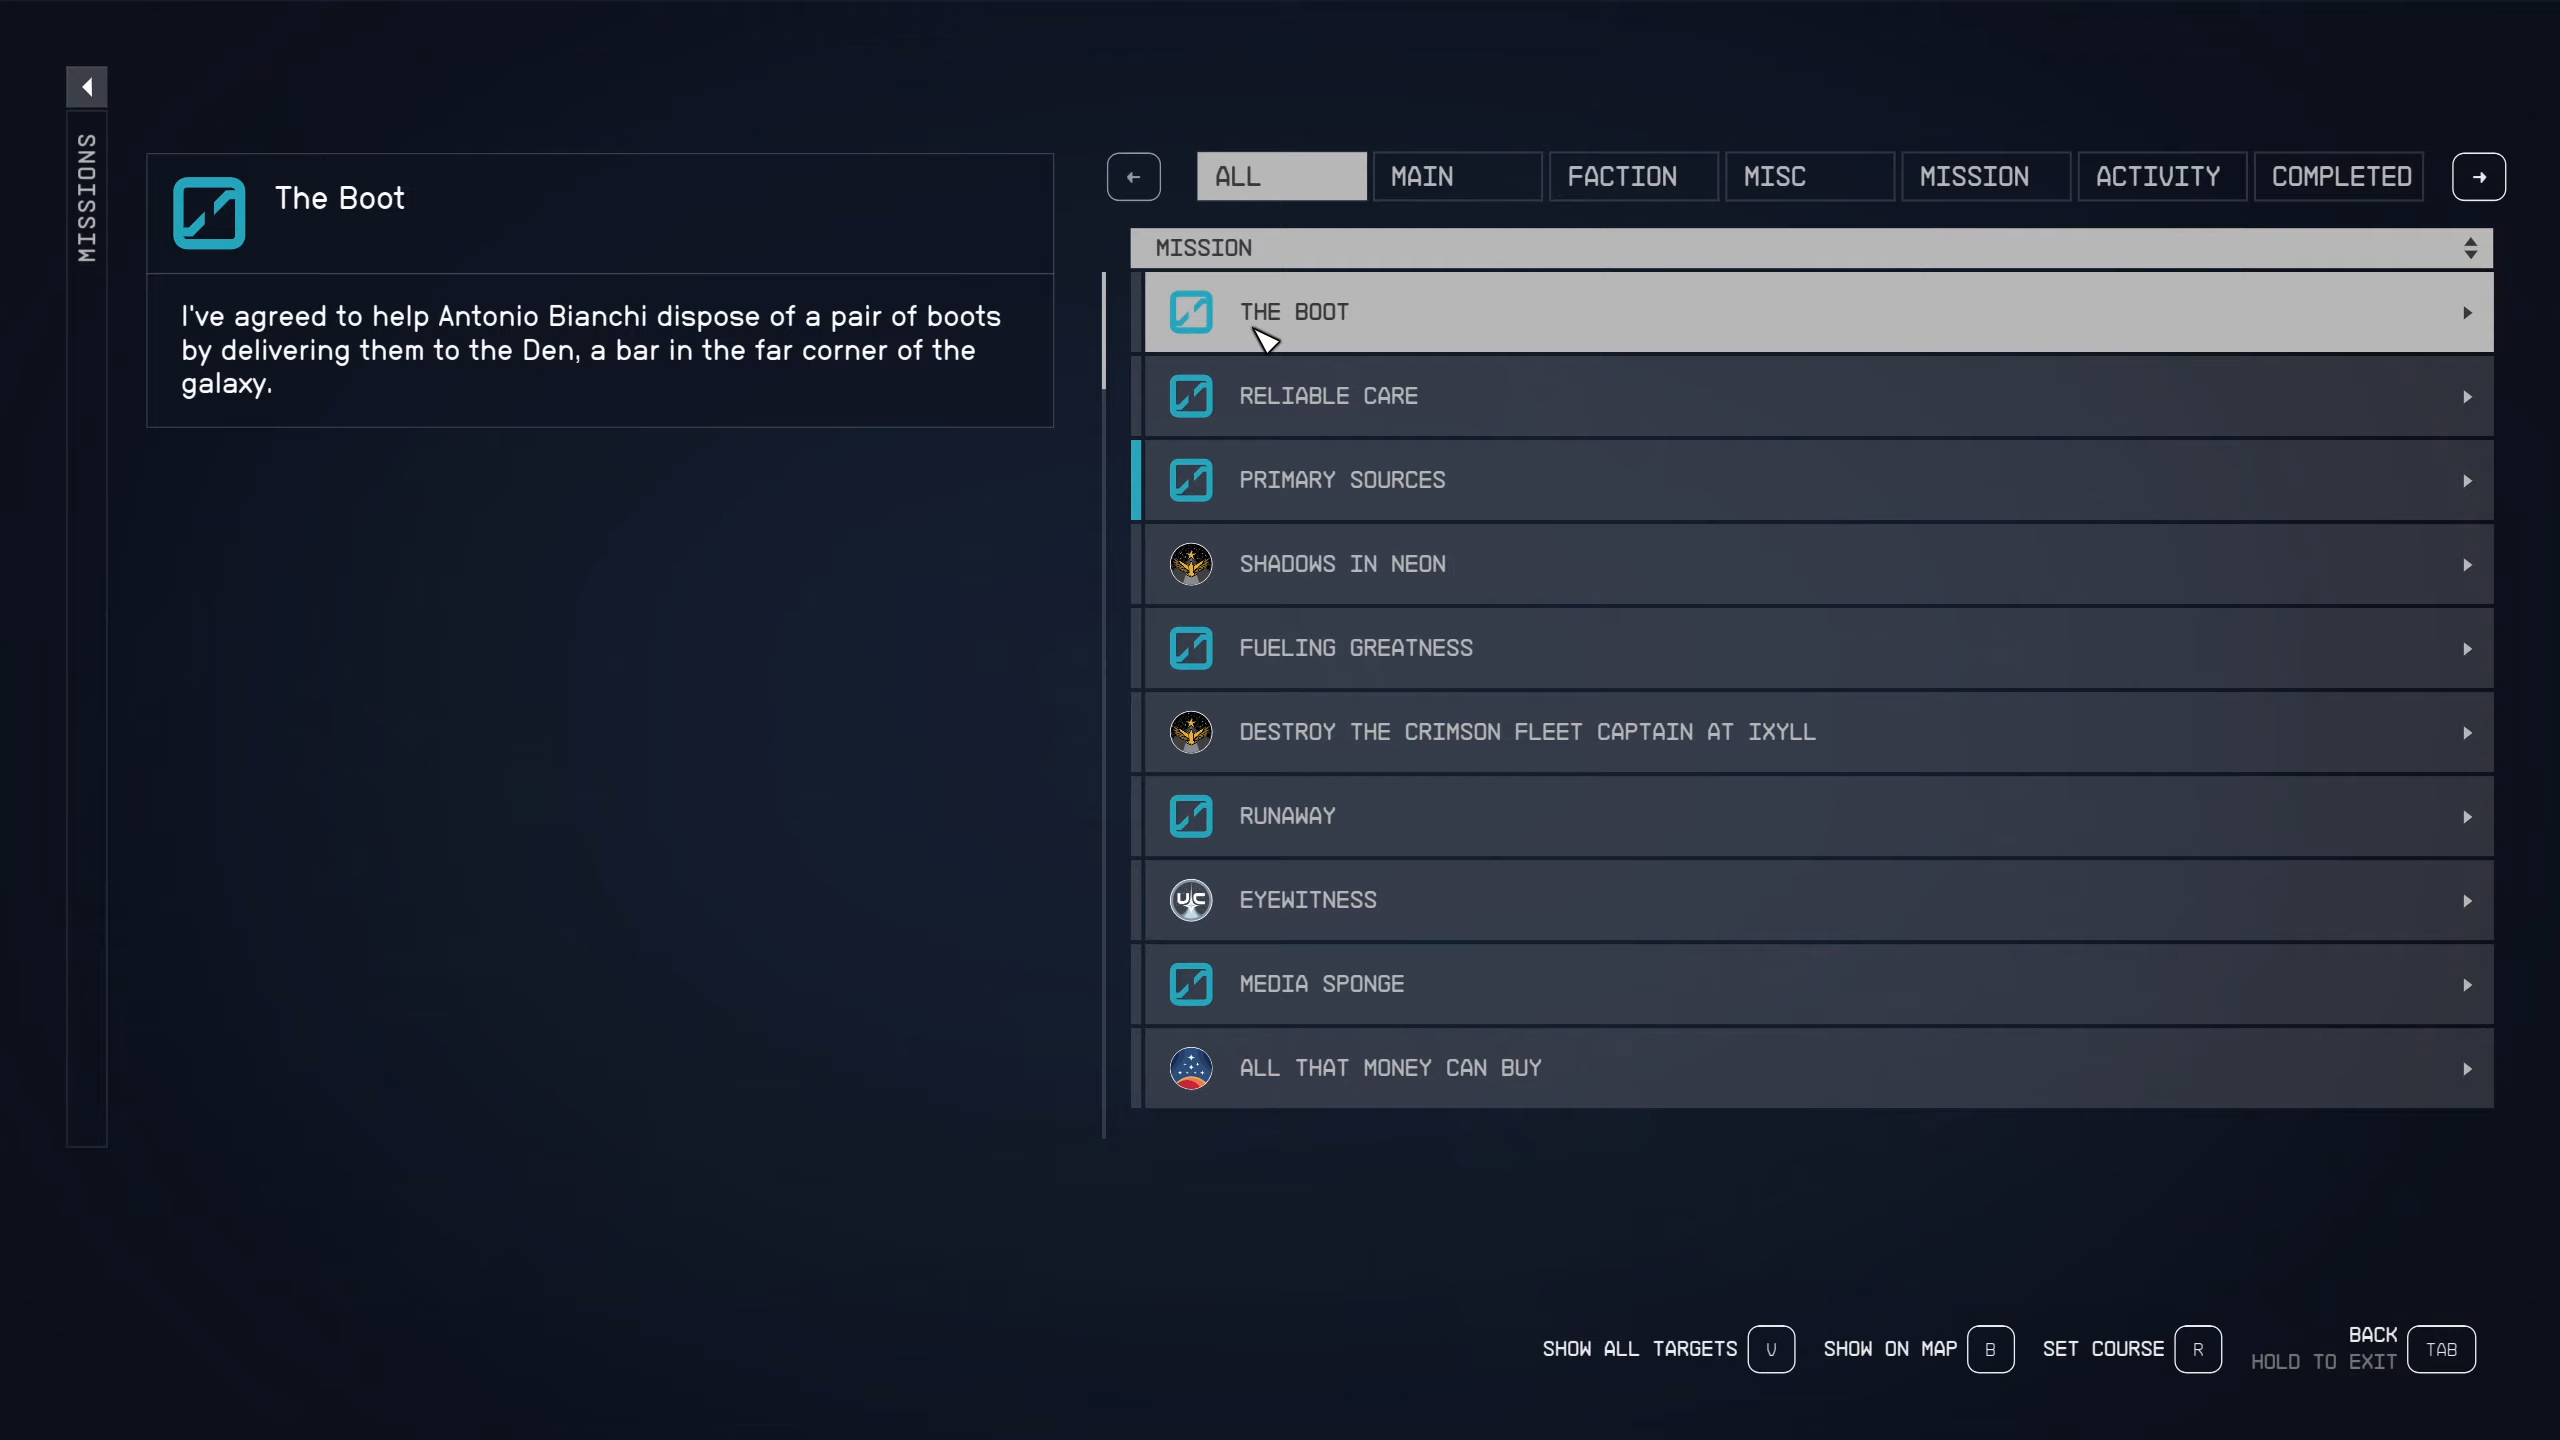 MISSIONS
The Boot
I've agreed to help Antonio Bianchi dispose of a pair of boots
by delivering them to the Den, a bar in the far corner of the
galaxy.
ALL MAIN FACTION MISC MISSION ACTIVITY COMPLETED
MISSION
THE BOOT
RELIABLE CARE
PRIMARY SOURCES
SHADOWS IN NEON
FUELING GREATNESS
DESTROY THE CRIMSON FLEET CAPTAIN AT IXYLL
RUNAWAY
UC EYEWITNESS
MEDIA SPONGE
ALL THAT MONEY CAN BUY
SHOW ALL TARGETS V SHOW ON MAP B SET COURSE R BACK TAB
HOLD TO EXIT